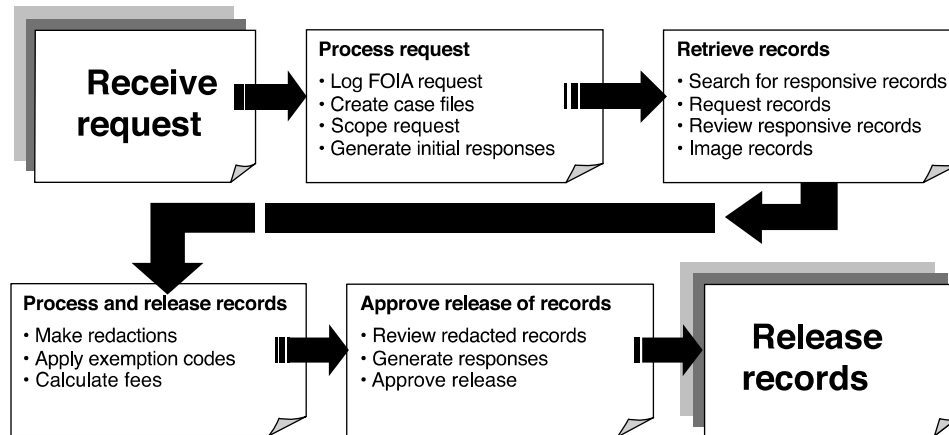 Receive
request
Process request
• Log FOIA request
• Create case files
• Scope request
• Generate initial responses
Retrieve records
• Search for responsive records
• Request records
• Review responsive records
• Image records
Process and release records
• Make redactions
• Apply exemption codes
• Calculate fees
Approve release of records
• Review redacted records
• Generate responses
• Approve release
Release
records